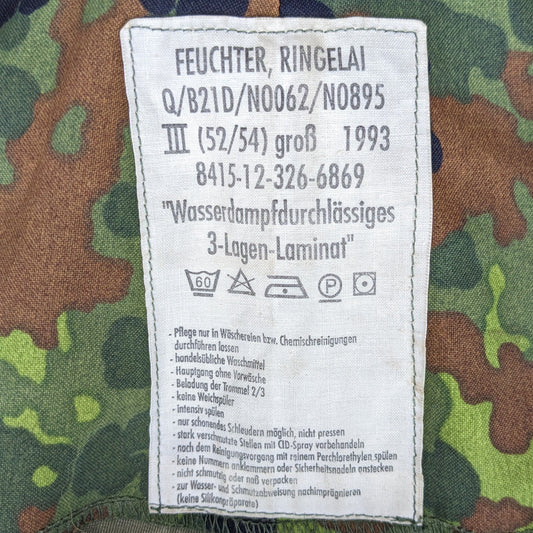 FEUCHTER, RINGELAI
Q/B21D/N0062/N0895
III (52/54) groß 1993
8415-12-326-6869
"Wasserdampfdurchlässiges
3-Lagen-Laminat"
60 P
- Pflege nur in Wäschereien bzw. Chemischreinigungen
durchführen lassen
- handelsübliche Waschmittel
- Hauptgang ohne Vorwäsche
- Beladung der Trommel 2/3
- keine Weichspüler
- intensiv spülen
- nur schonendes Schleudern möglich, nicht pressen
- stark verschmutzte Stellen mit CID-Spray vorbehandeln
- nach dem Reinigungsvorgang mit reinem Perchlorethylen spülen
- keine Nummern anklammern oder Sicherheitsnadeln anstecken
- nicht schmutzig oder naß verpacken
- zur Wasser- und Schmutzabweisung nachimprägnieren
(keine Silikonpräparate)